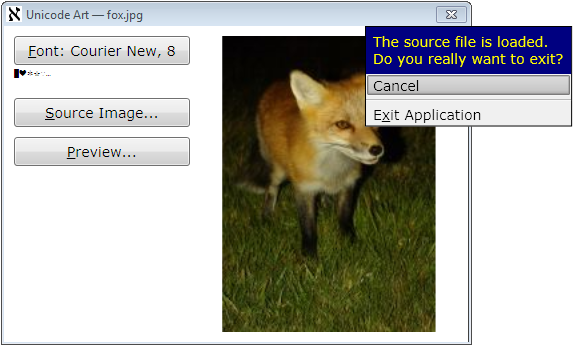 Unicode Art — fox.jpg
Font: Courier New, 8
Source Image...
Preview...
The source file is loaded.
Do you really want to exit?
Cancel
Exit Application